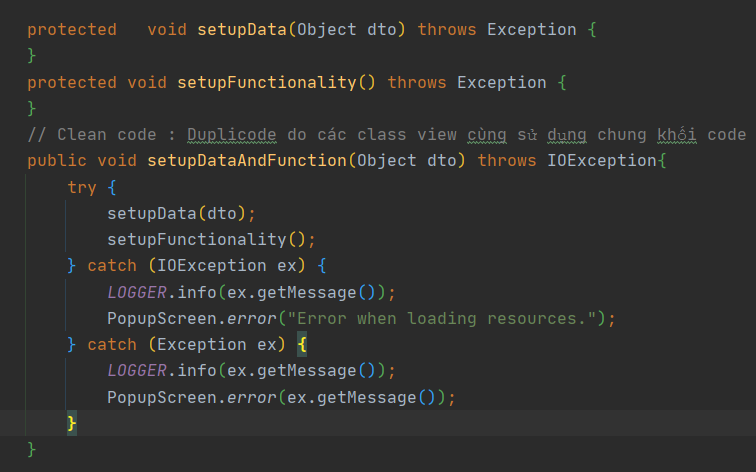 protected   void setupData(Object dto) throws Exception {
}
protected void setupFunctionality() throws Exception {
}
// Clean code : Duplicode do các class view cùng sử dụng chung khối code
public void setupDataAndFunction(Object dto) throws IOException{
    try {
        setupData(dto);
        setupFunctionality();
    } catch (IOException ex) {
        LOGGER.info(ex.getMessage());
        PopupScreen.error("Error when loading resources.");
    } catch (Exception ex) {
        LOGGER.info(ex.getMessage());
        PopupScreen.error(ex.getMessage());
    }
}